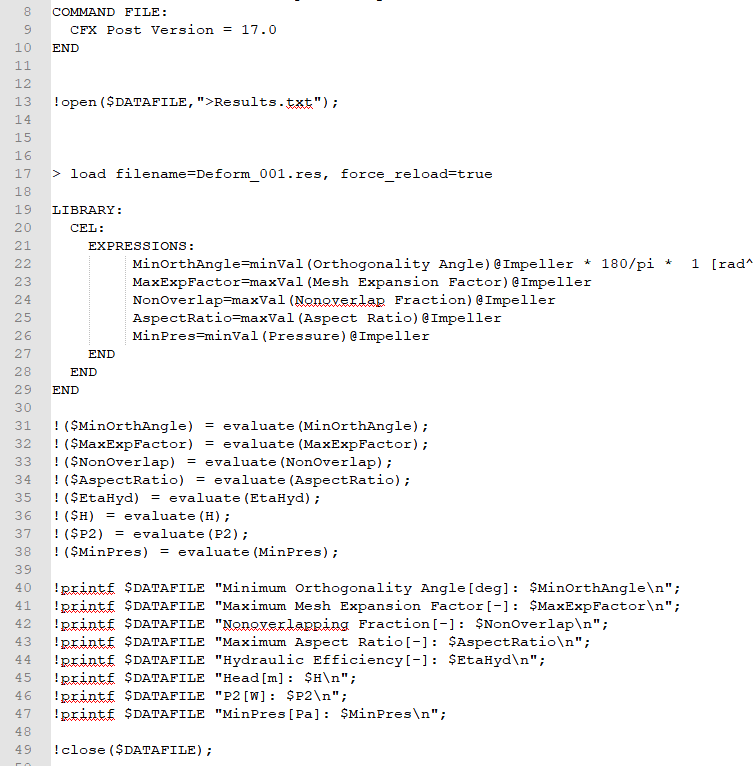 8 COMMAND FILE:
9 CFX Post Version = 17.0
10 END
11
12
13 !open($DATAFILE,">Results.txt");
14
15
16
17 > load filename=Deform_001.res, force_reload=true
18
19 LIBRARY:
20 CEL:
21 EXPRESSIONS:
22 MinOrthAngle=minVal(Orthogonality Angle)@Impeller * 180/pi * 1 [rad^
23 MaxExpFactor=maxVal(Mesh Expansion Factor)@Impeller
24 NonOverlap=maxVal(Nonoverlap Fraction)@Impeller
25 AspectRatio=maxVal(Aspect Ratio)@Impeller
26 MinPres=minVal(Pressure)@Impeller
27 END
28 END
29 END
30
31 !($MinOrthAngle) = evaluate(MinOrthAngle);
32 !($MaxExpFactor) = evaluate(MaxExpFactor);
33 !($NonOverlap) = evaluate(NonOverlap);
34 !($AspectRatio) = evaluate(AspectRatio);
35 !($EtaHyd) = evaluate(EtaHyd);
36 !($H) = evaluate(H);
37 !($P2) = evaluate(P2);
38 !($MinPres) = evaluate(MinPres);
39
40 !printf $DATAFILE "Minimum Orthogonality Angle[deg]: $MinOrthAngle\n";
41 !printf $DATAFILE "Maximum Mesh Expansion Factor[-]: $MaxExpFactor\n";
42 !printf $DATAFILE "Nonoverlapping Fraction[-]: $NonOverlap\n";
43 !printf $DATAFILE "Maximum Aspect Ratio[-]: $AspectRatio\n";
44 !printf $DATAFILE "Hydraulic Efficiency[-]: $EtaHyd\n";
45 !printf $DATAFILE "Head[m]: $H\n";
46 !printf $DATAFILE "P2[W]: $P2\n";
47 !printf $DATAFILE "MinPres[Pa]: $MinPres\n";
48
49 !close($DATAFILE);